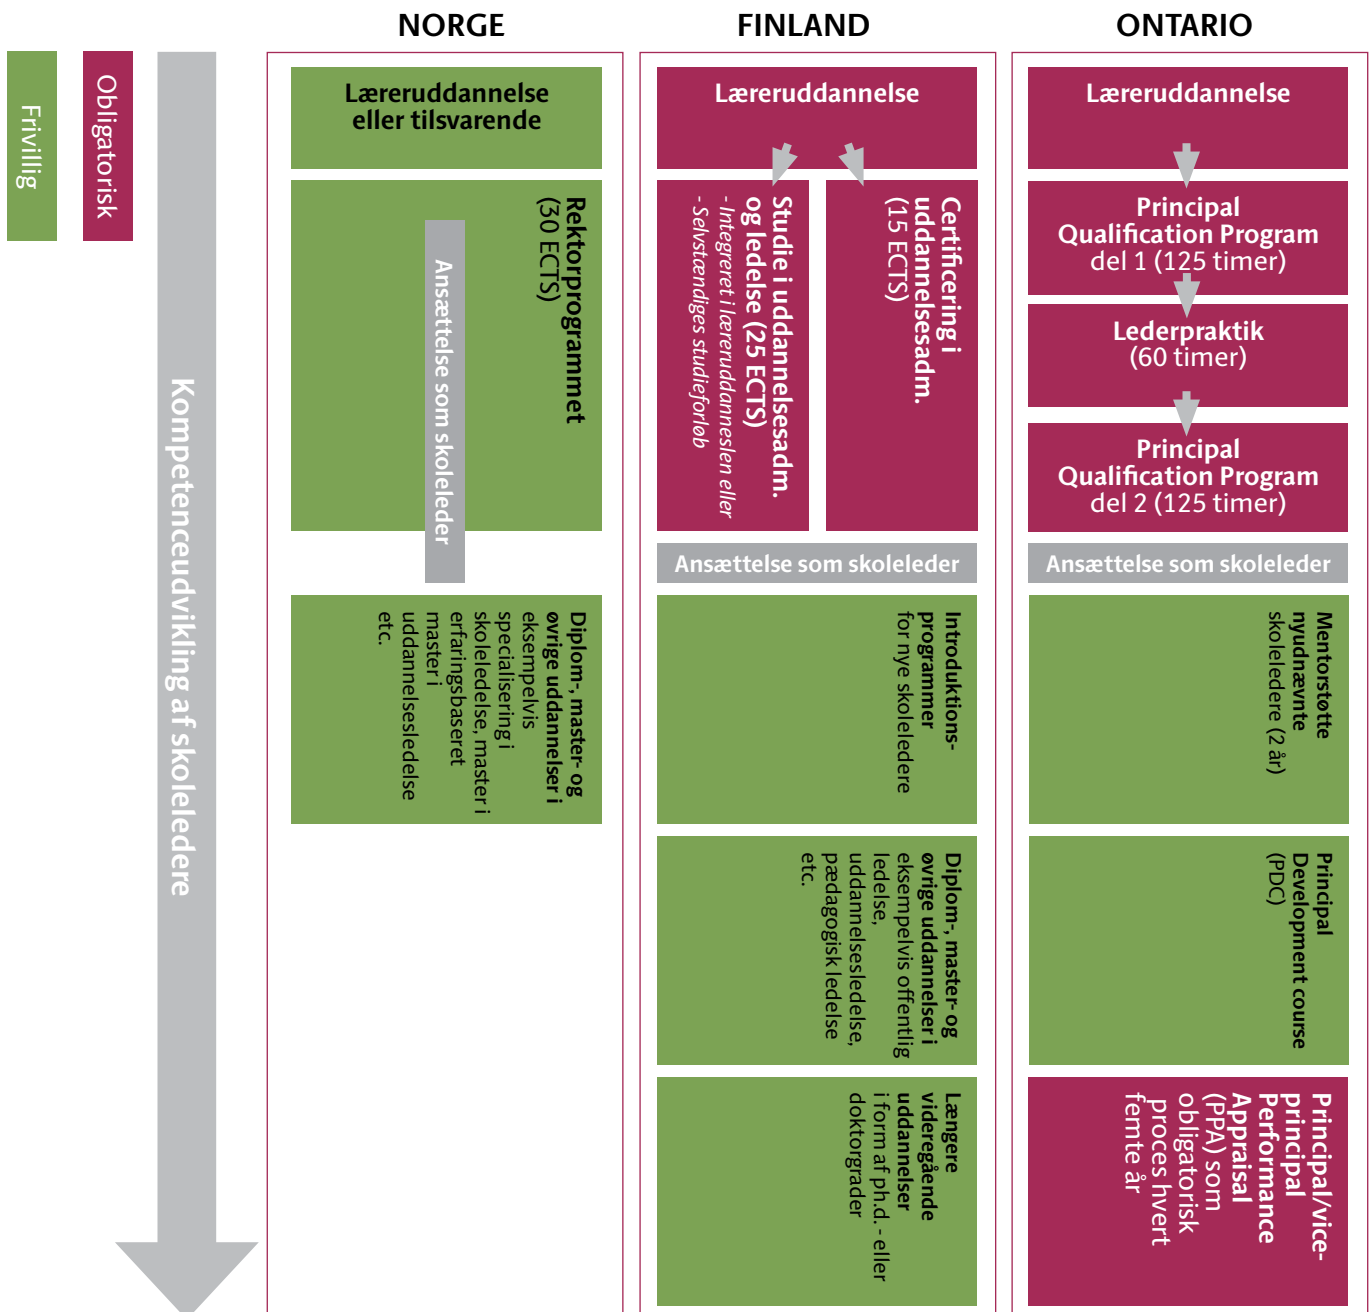 NORGE
FINLAND
ONTARIO
Frivillig
Obligatorisk
Kompetenceudvikling af skoleledere
Læreruddannelse
eller tilsvarende
Rektorprogrammet
(30 ECTS)
Ansættelse som skoleleder
Diplom-, master- og
øvrige uddannelser i
eksempelvis
specialisering i
skoleledelse, master i
erfaringsbaseret
master i
uddannelsesledelse
etc.
Læreruddannelse
Studie i uddannelsesadm.
og ledelse (25 ECTS)
- Integreret i læreruddanneslen eller
- Selvstændiges studieforløb
Certificering i
uddannelsesadm.
(15 ECTS)
Ansættelse som skoleleder
Introduktions-
programmer
for nye skoleledere
Diplom-, master- og
øvrige uddannelser i
eksempelvis offentlig
ledelse,
uddannelsesledelse,
pædagogisk ledelse
etc.
Længere
videregående
uddannelser
i form af ph.d. - eller
doktorgrader
Læreruddannelse
Principal
Qualification Program
del 1 (125 timer)
Lederpraktik
(60 timer)
Principal
Qualification Program
del 2 (125 timer)
Ansættelse som skoleleder
Mentorstøtte
nyudnævnte
skoleledere (2 år)
Principal
Development course
(PDC)
Principal/vice-
principal
Performance
Appraisal
(PPA) som
obligatorisk
proces hvert
femte år